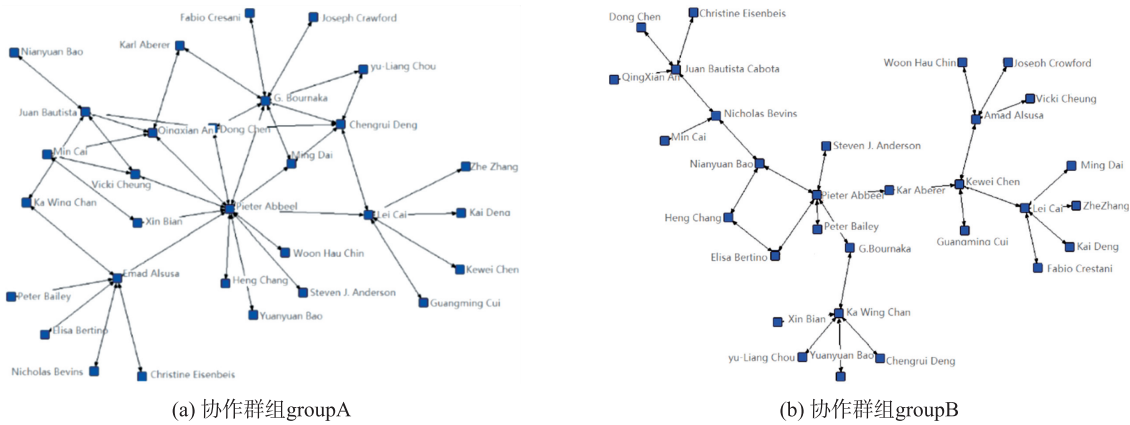 Fabio Cresani
Joseph Crawford
Karl Aberer
Nianyuan Bao
yu-Liang Chou
G. Bournaka
Juan Bautista
Qingxian An
Dong Chen
Chengrui Deng
Min Cai
Ming Dai
Vicki Cheung
Zhe Zhang
Ka Wing Chan
Pieter Abbeel
Xin Bian
Lei Cai
Kai Deng
Woon Hau Chin
Emad Alsusa
Heng Chang
Kewei Chen
Steven J. Anderson
Peter Bailey
Guangming Cui
Yuanyuan Bao
Elisa Bertino
Nicholas Bevins
Christine Eisenbeis
(a) 协作群组groupA
Dong Chen
Christine Eisenbeis
QingXian An
Juan Bautista Cabota
Woon Hau Chin
Joseph Crowford
Vicki Cheung
Nicholas Bevins
Amad Alsusa
Min Cai
Steven J. Anderson
Nianyuan Bao
Ming Dai
Pieter Abbeel
Kar Aberer
Kewei Chen
Lei Cai
ZheZhang
Heng Chang
Peter Bailey
Guangming Cui
Kai Deng
Elisa Bertino
G.Bournaka
Fabio Crestani
Xin Bian
Ka Wing Chan
yu-Liang Chou
Yuanyuan Bao
Chengrui Deng
(b) 协作群组groupB